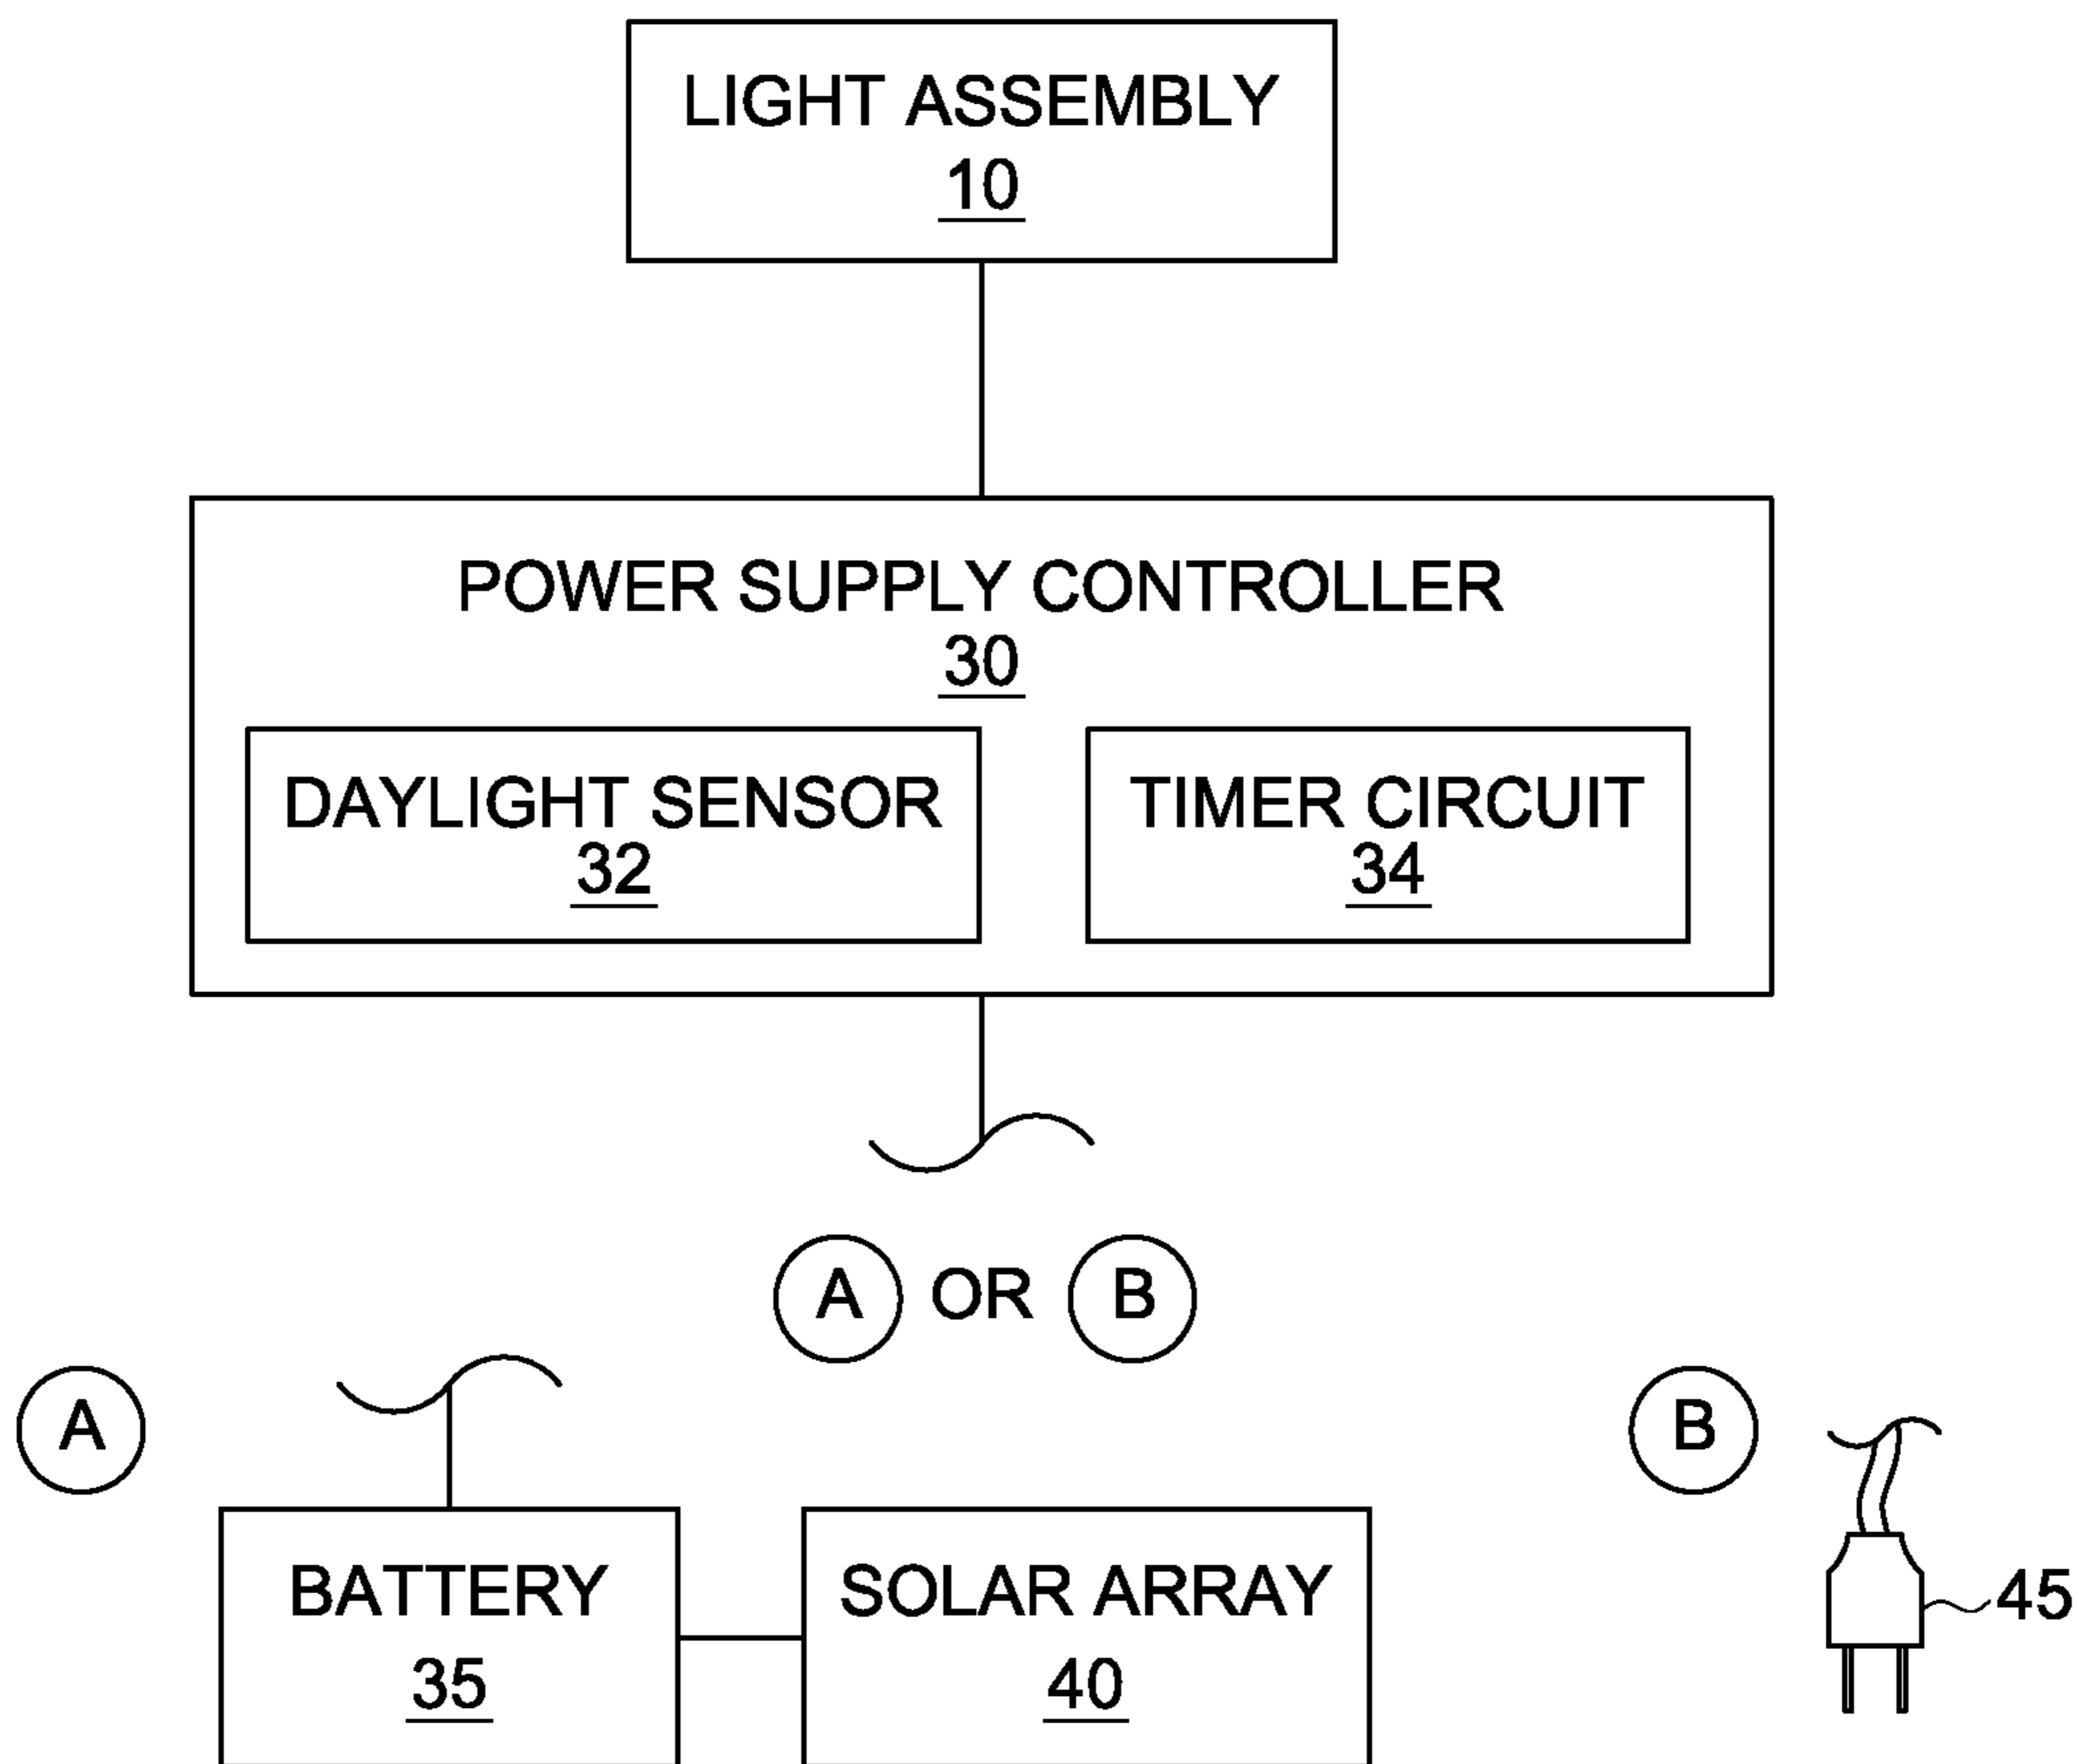 LIGHT ASSEMBLY
10
POWER SUPPLY CONTROLLER
30
DAYLIGHT SENSOR
32
TIMER CIRCUIT
34
A OR B
A
B
BATTERY
35
SOLAR ARRAY
40
45